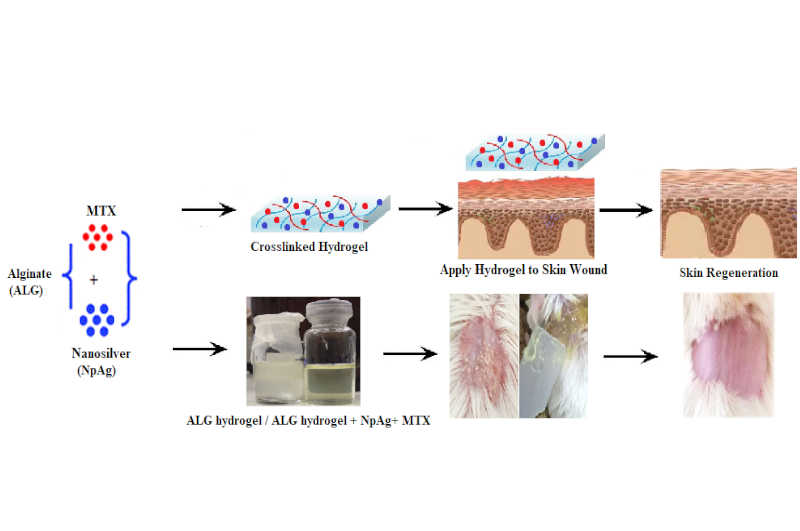 MTX
Alginate
(ALG)
+
Nanosilver
(NpAg)
Crosslinked Hydrogel
Apply Hydrogel to Skin Wound
Skin Regeneration
ALG hydrogel / ALG hydrogel + NpAg+ MTX